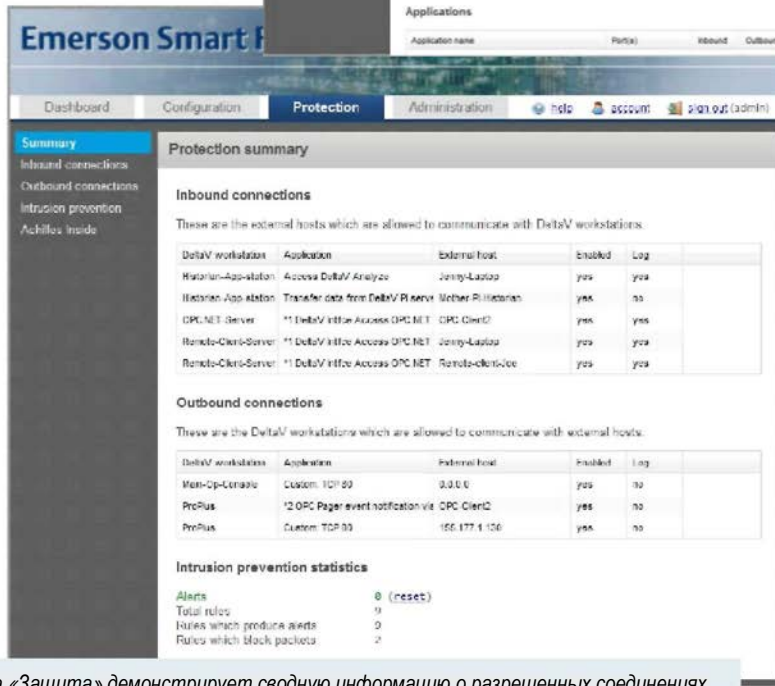 Applications
Application name Port(s) Inbound
Emerson Smart
Dashboard Configuration Protection Administration help account sign out (admin)
Summary
Inbound connections
Outbound connections
Intrusion prevention
Achilles Inside
Protection summary
Inbound connections
These are the external hosts which are allowed to communicate with DeltaV workstations.
DeltaV workstation Application External host Enabled Log
Historian-App-station Access DeltaV Analyze Jenny-Laptop yes yes
Historian-App-station Transfer data from DeltaV PI serve Mother-PI-Historian yes no
OPC.NET-Server *1 DeltaV intfce Access OPC.NET OPC-Client2 yes yes
Remote-Client-Server *1 DeltaV intfce Access OPC.NET Jenny-Laptop yes yes
Remote-Client-Server *1 DeltaV intfce Access OPC.NET Remote-client-Joe yes yes
Outbound connections
These are the DeltaV workstations which are allowed to communicate with external hosts.
DeltaV workstation Application External host Enabled Log
Main-Op-Console Custom: TCP 80 0.0.0.0 yes no
ProPlus *2 OPC Pager event notification via OPC-Client2 yes no
ProPlus Custom: TCP 80 yes no
Intrusion prevention statistics
Alerts 0 (reset)
Total rules 9
Rules which produce alerts 9
Rules which block packets 2
«Защита» демонстрирует сводную информацию о разрешенных соединениях